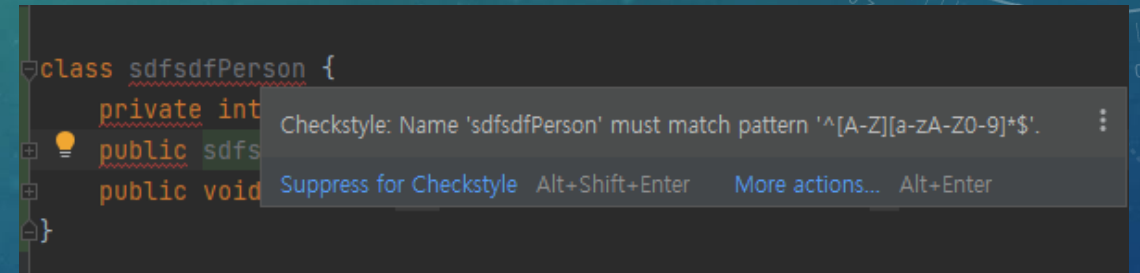 class sdfsdfPerson {
private int
public sdfs
public void
}
Checkstyle: Name 'sdfsdfPerson' must match pattern '^[A-Z][a-zA-Z0-9]*$'.
Suppress for Checkstyle Alt+Shift+Enter More actions... Alt+Enter